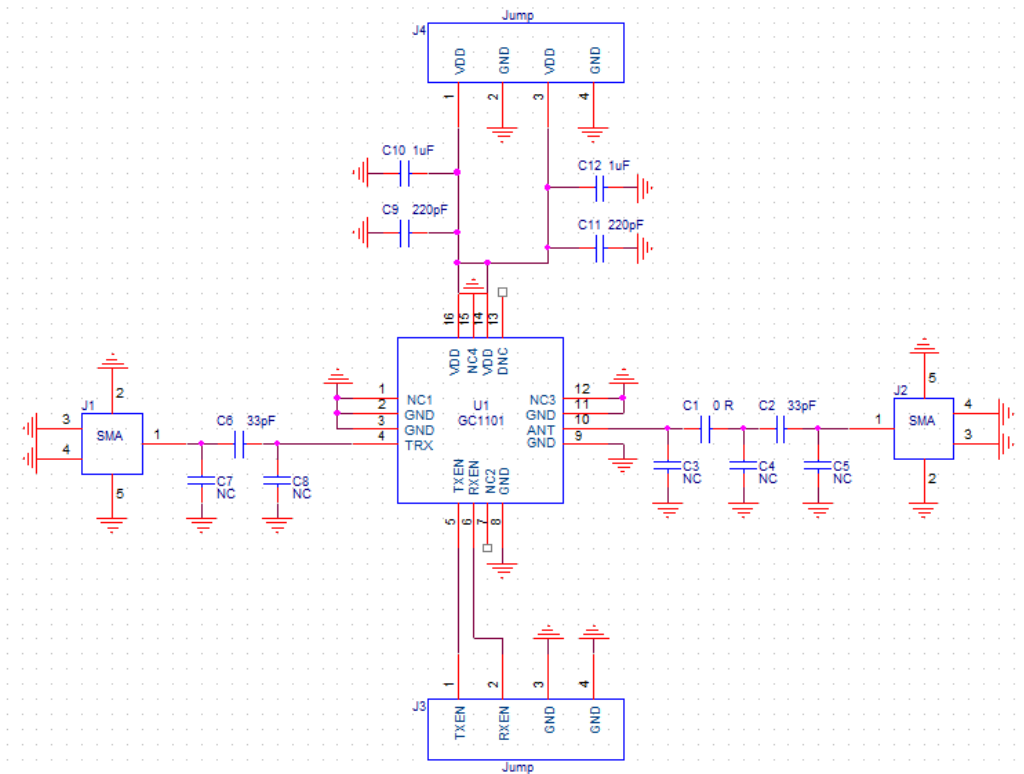 Jump
J4
VDD
GND
VDD
GND
1
2
3
4
C10 1uF
C12 1uF
C9 220pF
C11 220pF
16
15
14
13
VDD
NC4
VDD
DNC
1
2
3
4
NC1
GND
GND
TRX
U1
GC1101
NC3
GND
ANT
GND
12
11
10
9
TXEN
RXEN
NC2
GND
5
6
7
8
J1
SMA
2
3
4
1
5
C6 33pF
C7
NC
C8
NC
C1 0 R
C2 33pF
C3
NC
C4
NC
C5
NC
J2
SMA
5
1
4
3
2
1
2
3
4
J3
TXEN
RXEN
GND
GND
Jump